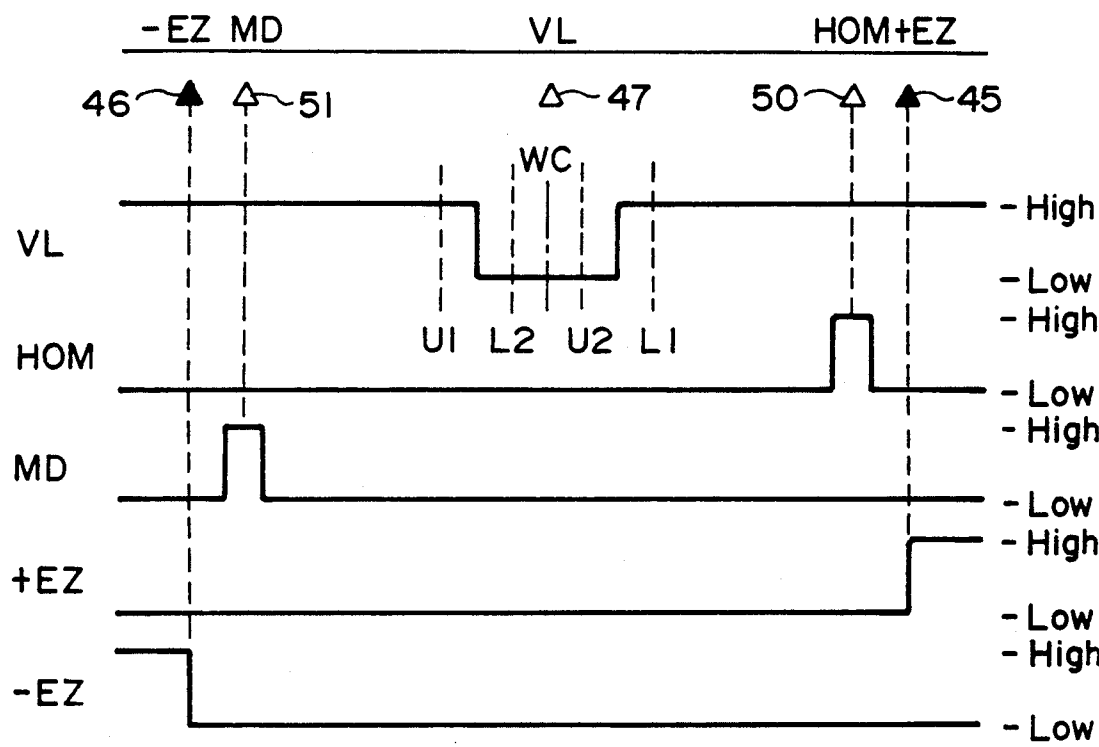 -EZ MD VL HOM+EZ
46 51 47 50 45
WC
- High
VL
- Low
- High
U1 L2 U2 L1
HOM
- Low
- High
MD
- Low
- High
+EZ
- Low
- High
-EZ
- Low